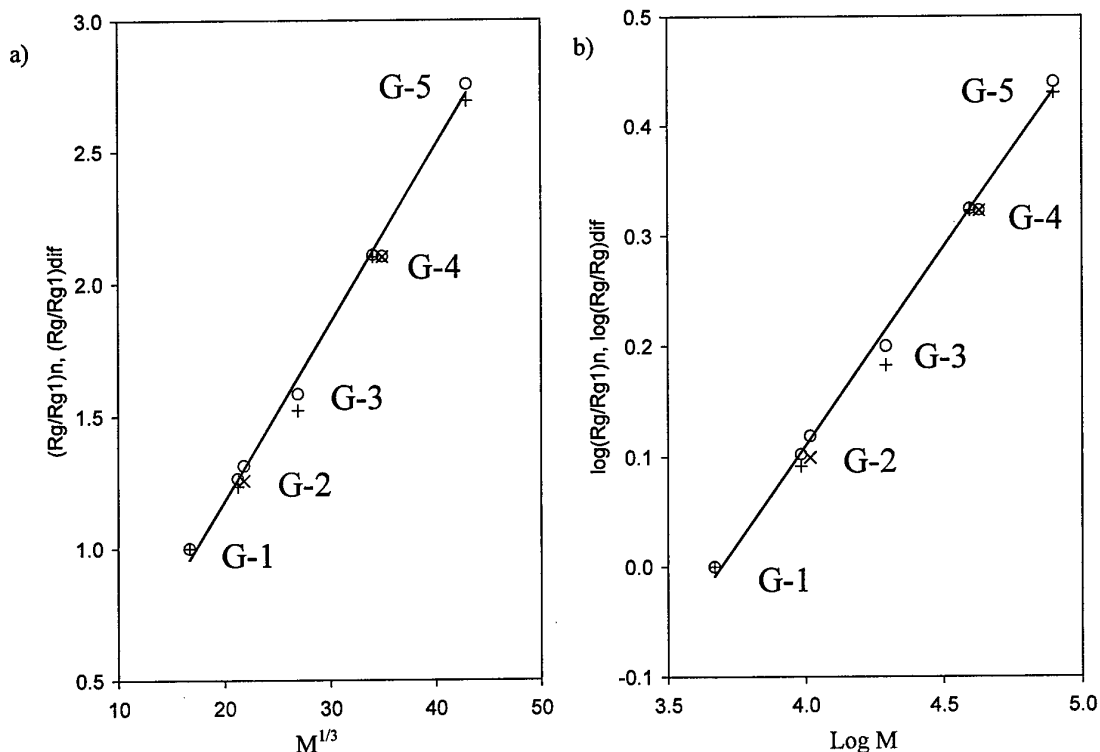 a)
3.0
2.5
2.0
1.5
1.0
0.5
(Rg/Rg1)n, (Rg/Rg1)dif
G-5
G-4
G-3
G-2
G-1
10 20 30 40 50
M1/3
b)
0.5
0.4
0.3
0.2
0.1
0.0
-0.1
log(Rg/Rg1)n, log(Rg/Rg)dif
G-5
G-4
G-3
G-2
G-1
3.5 4.0 4.5 5.0
Log M